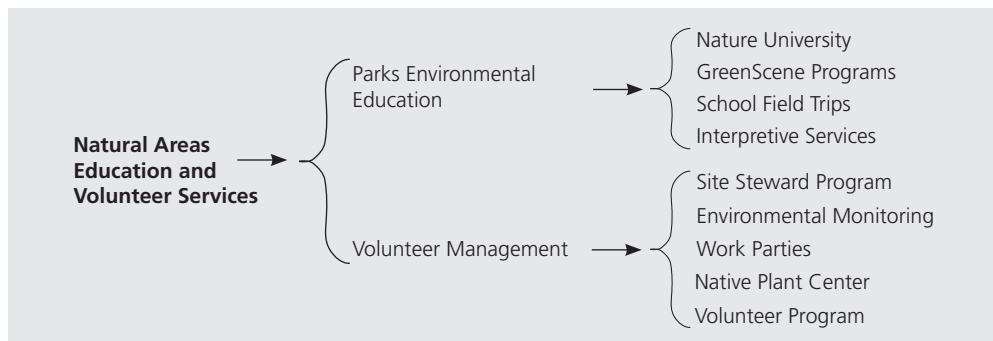 Natural Areas
Education and
Volunteer Services
Parks Environmental
Education
Nature University
GreenScene Programs
School Field Trips
Interpretive Services
Volunteer Management
Site Steward Program
Environmental Monitoring
Work Parties
Native Plant Center
Volunteer Program